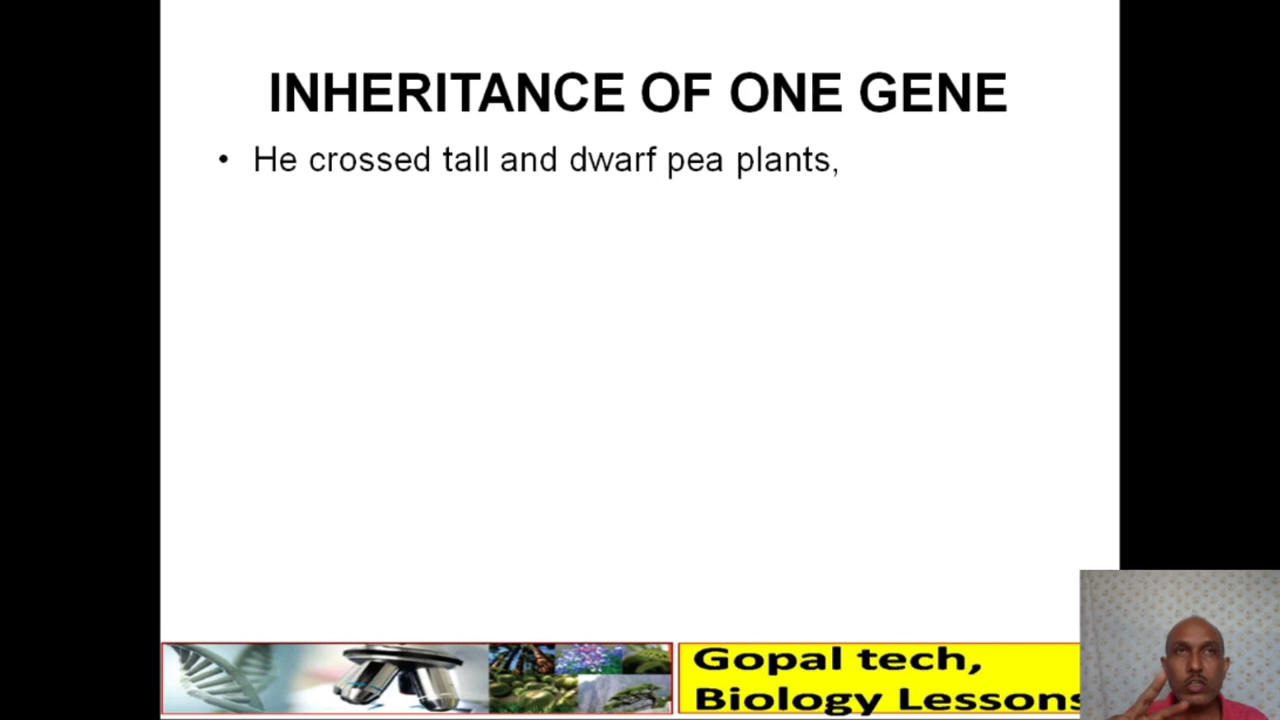 INHERITANCE OF ONE GENE
• He crossed tall and dwarf pea plants,
Gopal tech,
Biology Lessons